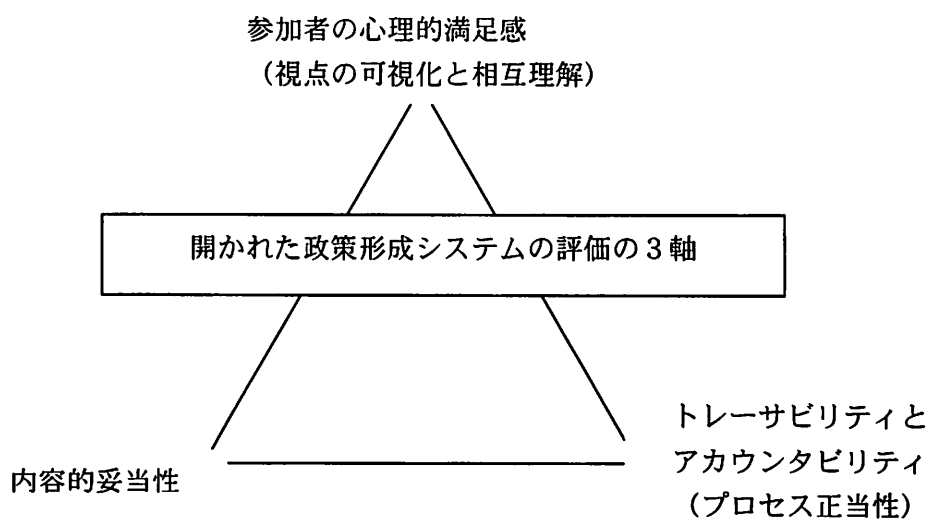 参加者の心理的満足感
（視点の可視化と相互理解）
開かれた政策形成システムの評価の３軸
トレーサビリティと
アカウンタビリティ
（プロセス正当性）
内容的妥当性